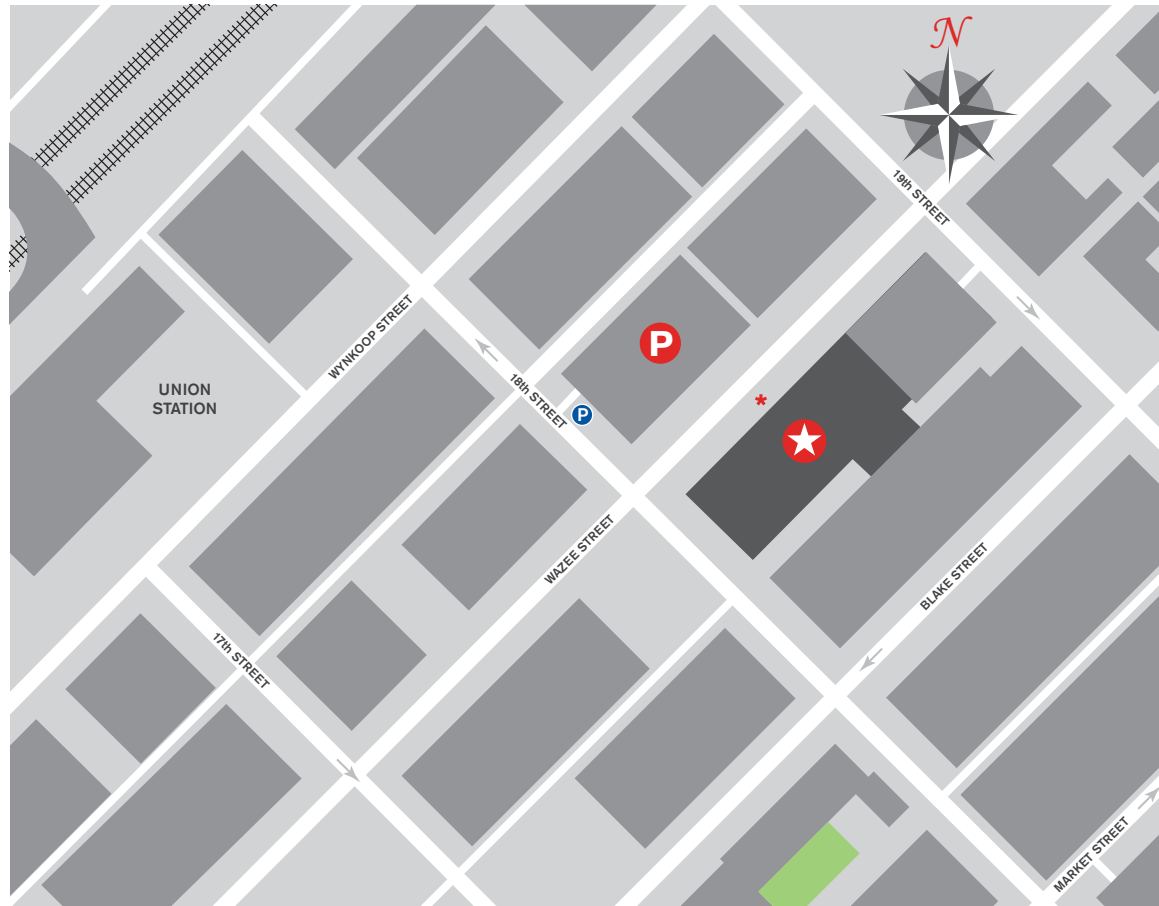 N
19th STREET
WYNKOOP STREET
P
UNION
STATION
18th STREET
P
*
WAZEE STREET
BLAKE STREET
17th STREET
MARKET STREET